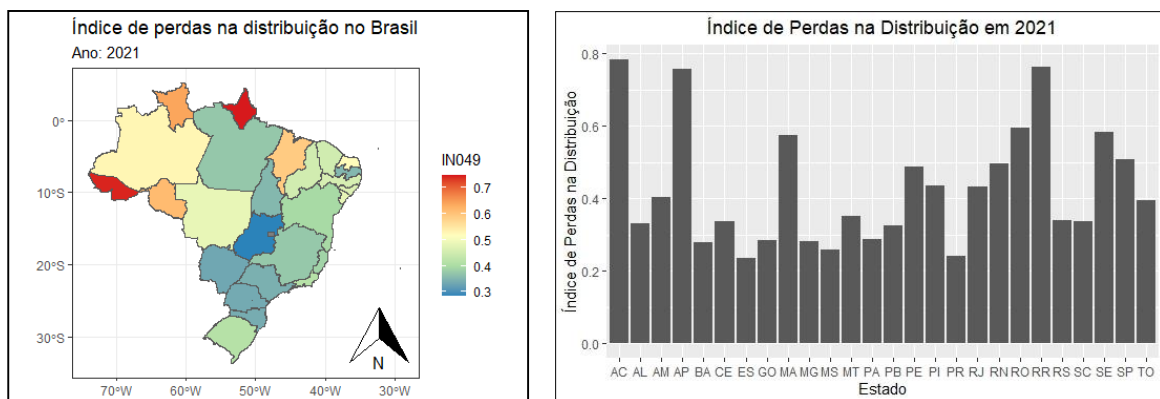 Índice de perdas na distribuição no Brasil
Ano: 2021
0°
10°S
20°S
30°S
70°W 60°W 50°W 40°W 30°W
IN049
0.7
0.6
0.5
0.4
0.3
N
Índice de Perdas na Distribuição em 2021
Índice de Perdas na Distribuição
0.8
0.6
0.4
0.2
0.0
AC AL AM AP BA CE ES GO MA MG MS MT PA PB PE PI PR RJ RN RO RR RS SC SE SP TO
Estado